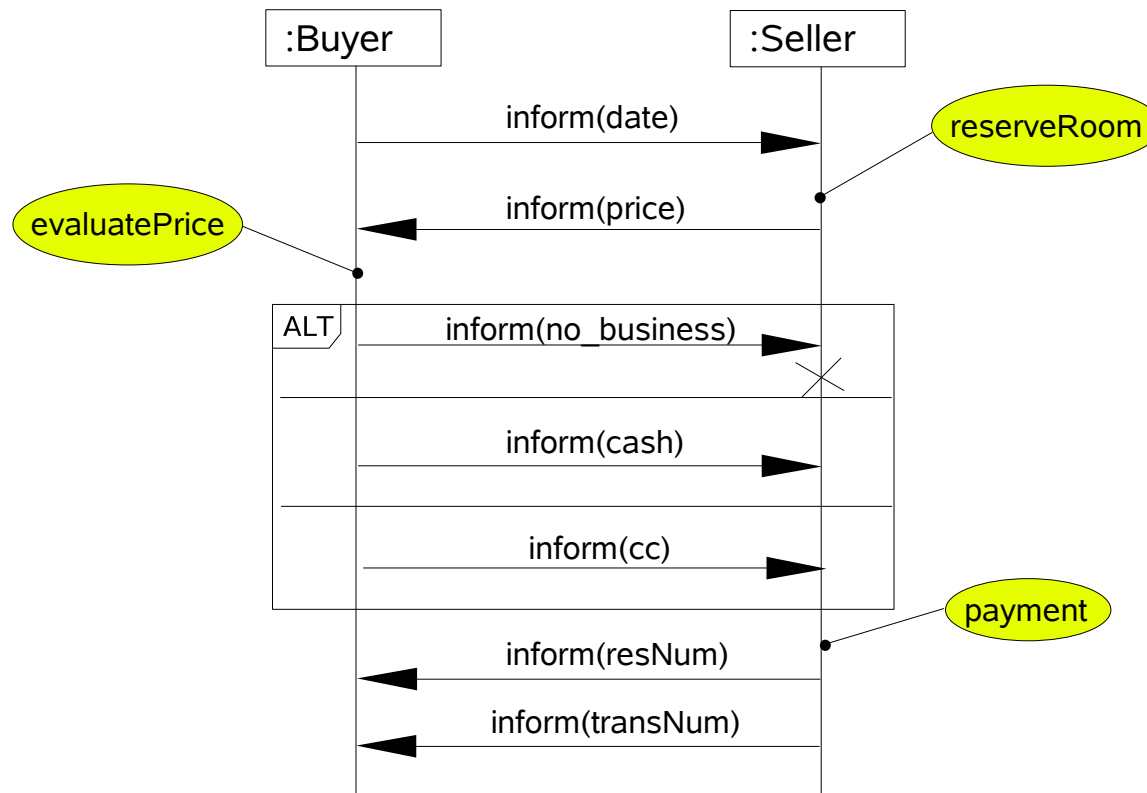 :Buyer
:Seller
inform(date)
reserveRoom
inform(price)
evaluatePrice
ALT
inform(no_business)
inform(cash)
inform(cc)
payment
inform(resNum)
inform(transNum)